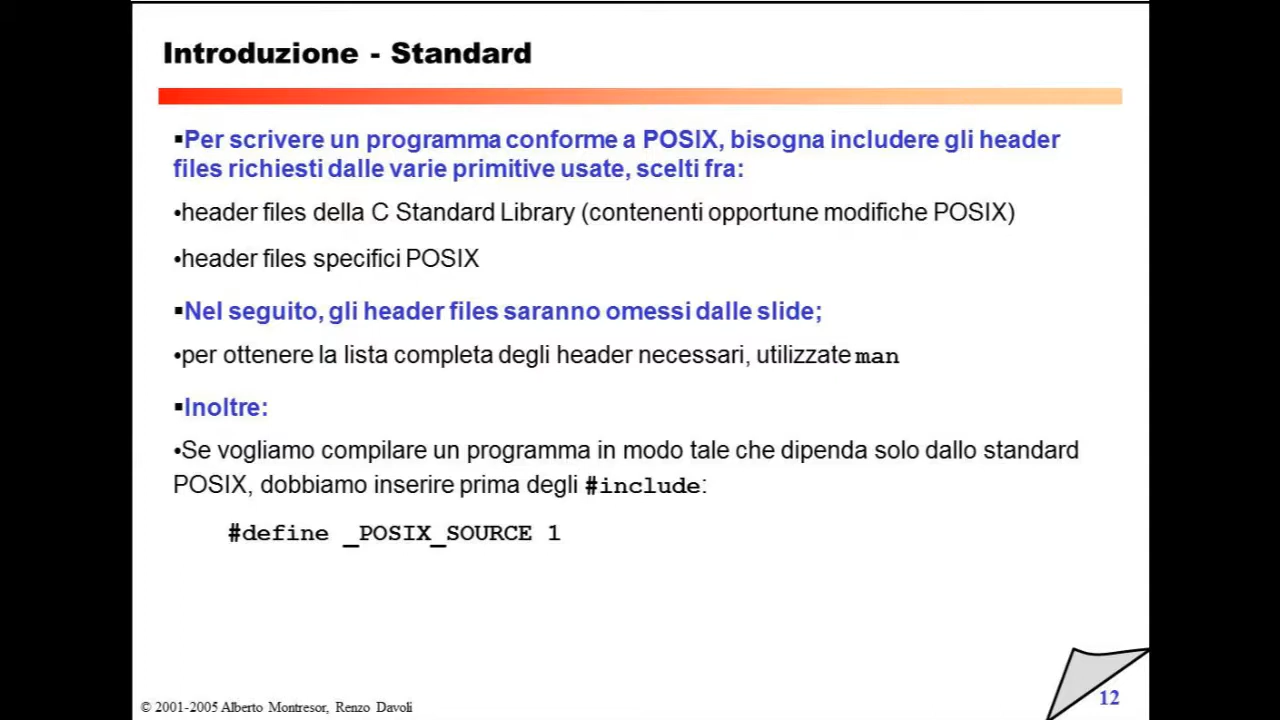 Introduzione - Standard
▪Per scrivere un programma conforme a POSIX, bisogna includere gli header
files richiesti dalle varie primitive usate, scelti fra:
•header files della C Standard Library (contenenti opportune modifiche POSIX)
•header files specifici POSIX
▪Nel seguito, gli header files saranno omessi dalle slide;
•per ottenere la lista completa degli header necessari, utilizzate man
▪Inoltre:
•Se vogliamo compilare un programma in modo tale che dipenda solo dallo standard
POSIX, dobbiamo inserire prima degli #include:
#define _POSIX_SOURCE 1
© 2001-2005 Alberto Montresor, Renzo Davoli
12